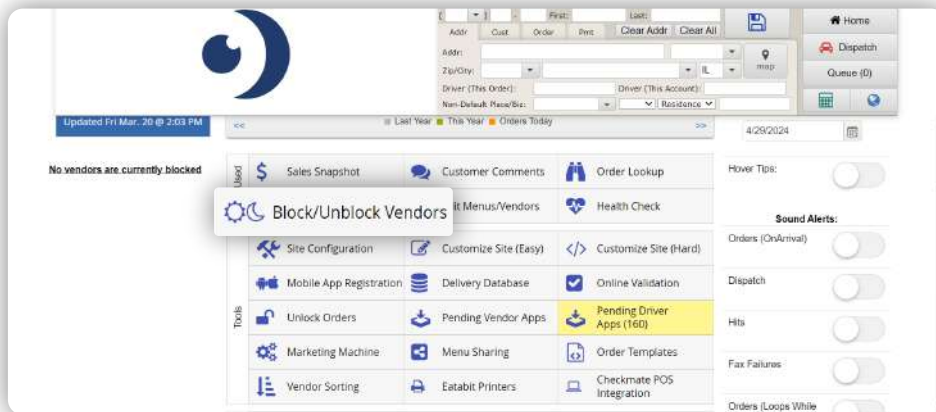 [ ] - First: Last:
Addr Cust Order Pmt Clear Addr Clear All
Addr:
Zip/City: IL map
Driver (This Order): Driver (This Account):
Non-Default Place/Biz: Residence
Home
Dispatch
Queue (0)
Updated Fri Mar. 20 @ 2:03 PM
<< Last Year This Year Orders Today >>
4/29/2024
No vendors are currently blocked
Used
Sales Snapshot Customer Comments Order Lookup
Block/Unblock Vendors Menus/Vendors Health Check
Tools
Site Configuration Customize Site (Easy) </> Customize Site (Hard)
Mobile App Registration Delivery Database Online Validation
Unlock Orders Pending Vendor Apps Pending Driver Apps (160)
Marketing Machine Menu Sharing Order Templates
Vendor Sorting Eatabit Printers Checkmate POS Integration
Hover Tips:
Sound Alerts:
Orders (OnArrival)
Dispatch
Hits
Fax Failures
Orders (Loops While